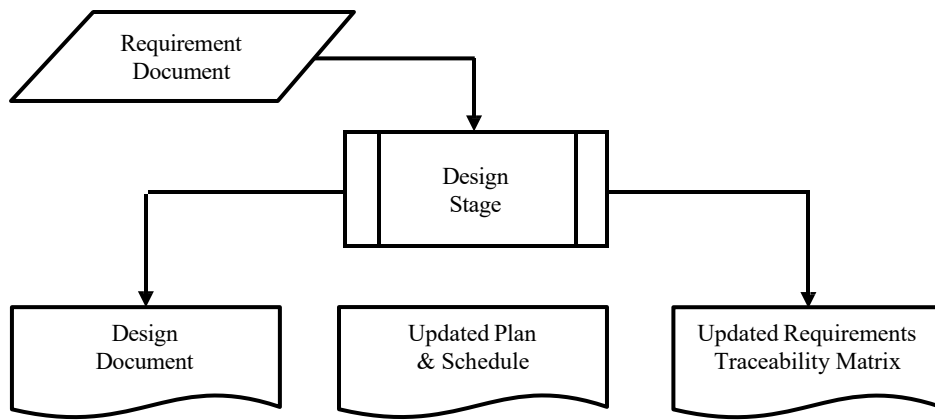 Requirement
Document
Design
Stage
Design
Document
Updated Plan
& Schedule
Updated Requirements
Traceability Matrix